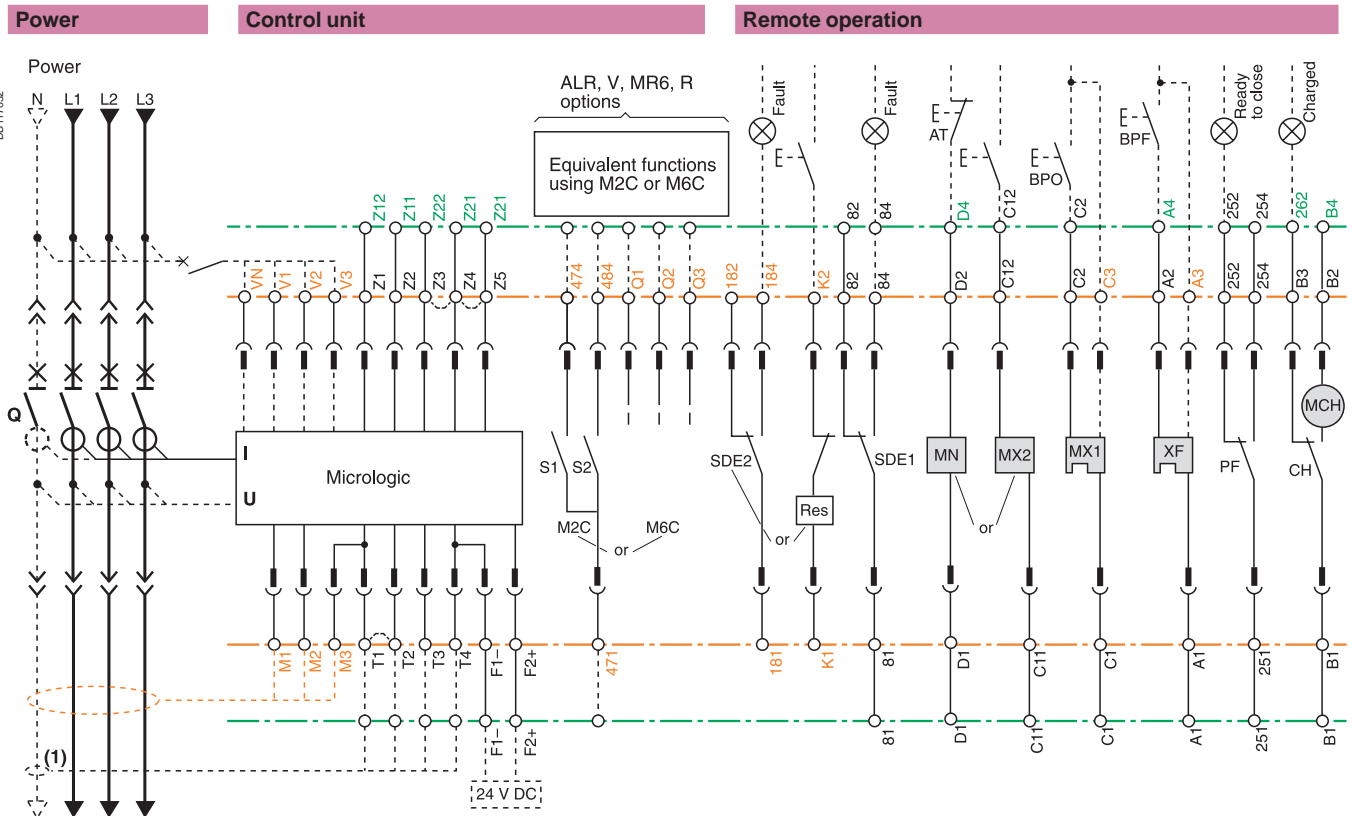 Power
Control unit
Remote operation
Power
N
L1
L2
L3
ALR, V, MR6, R
options
Equivalent functions
using M2C or M6C
Fault
Fault
AT
BPO
BPF
Ready
to close
Charged
Z12
Z11
Z22
Z21
Z21
82
84
D4
C12
C2
A4
252
254
262
B4
VN
V1
V2
V3
Z1
Z2
Z3
Z4
Z5
474
484
Q1
Q2
Q3
182
184
K2
82
84
D2
C12
C2
C3
A2
A3
252
254
B3
B2
Q
I
U
Micrologic
S1
S2
M2C
or
M6C
SDE2
Res
or
SDE1
MN
MX2
or
MX1
XF
PF
CH
MCH
M1
M2
M3
T1
T2
T3
T4
F1–
F2+
471
181
K1
81
D1
C11
C1
A1
251
B1
F1–
F2+
81
D1
C11
C1
A1
251
B1
(1)
24 V DC